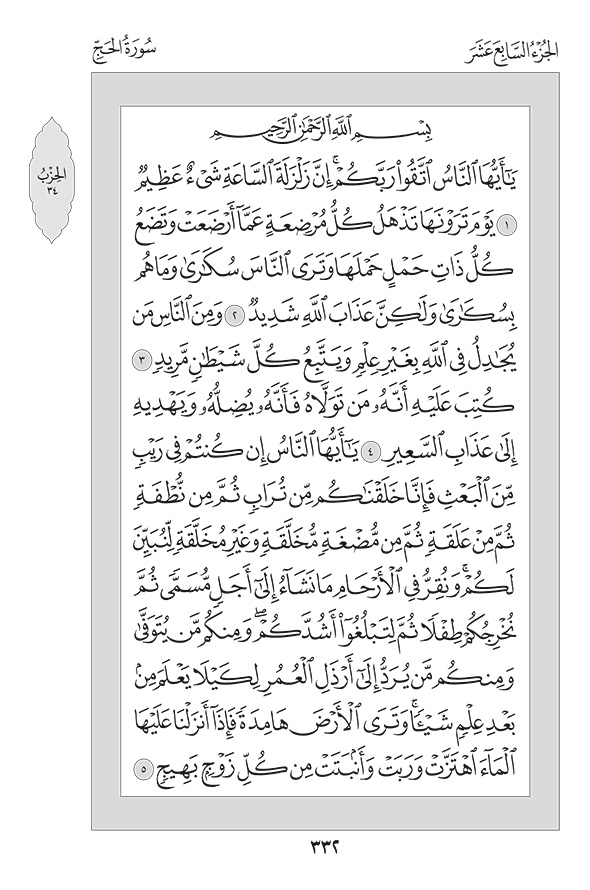 الجُزْءُ السَّابِعَ عَشَرَ
سُورَةُ الحَجِّ
الحِزْبُ
٣٤
بِسْمِ ٱللَّهِ ٱلرَّحْمَٰنِ ٱلرَّحِيمِ
يَٰٓأَيُّهَا ٱلنَّاسُ ٱتَّقُوا۟ رَبَّكُمْ ۚ إِنَّ زَلْزَلَةَ ٱلسَّاعَةِ شَىْءٌ عَظِيمٌ
١ يَوْمَ تَرَوْنَهَا تَذْهَلُ كُلُّ مُرْضِعَةٍ عَمَّآ أَرْضَعَتْ وَتَضَعُ
كُلُّ ذَاتِ حَمْلٍ حَمْلَهَا وَتَرَى ٱلنَّاسَ سُكَٰرَىٰ وَمَا هُم
بِسُكَٰرَىٰ وَلَٰكِنَّ عَذَابَ ٱللَّهِ شَدِيدٌ ٢ وَمِنَ ٱلنَّاسِ مَن
يُجَٰدِلُ فِى ٱللَّهِ بِغَيْرِ عِلْمٍ وَيَتَّبِعُ كُلَّ شَيْطَٰنٍ مَّرِيدٍ ٣
كُتِبَ عَلَيْهِ أَنَّهُۥ مَن تَوَلَّاهُ فَأَنَّهُۥ يُضِلُّهُۥ وَيَهْدِيهِ
إِلَىٰ عَذَابِ ٱلسَّعِيرِ ٤ يَٰٓأَيُّهَا ٱلنَّاسُ إِن كُنتُمْ فِى رَيْبٍ
مِّنَ ٱلْبَعْثِ فَإِنَّا خَلَقْنَٰكُم مِّن تُرَابٍ ثُمَّ مِن نُّطْفَةٍ
ثُمَّ مِنْ عَلَقَةٍ ثُمَّ مِن مُّضْغَةٍ مُّخَلَّقَةٍ وَغَيْرِ مُخَلَّقَةٍ لِّنُبَيِّنَ
لَكُمْ ۚ وَنُقِرُّ فِى ٱلْأَرْحَامِ مَا نَشَآءُ إِلَىٰٓ أَجَلٍ مُّسَمًّى ثُمَّ
نُخْرِجُكُمْ طِفْلًا ثُمَّ لِتَبْلُغُوٓا۟ أَشُدَّكُمْ ۖ وَمِنكُم مَّن يُتَوَفَّىٰ
وَمِنكُم مَّن يُرَدُّ إِلَىٰٓ أَرْذَلِ ٱلْعُمُرِ لِكَيْلَا يَعْلَمَ مِنۢ
بَعْدِ عِلْمٍ شَيْـًٔا ۚ وَتَرَى ٱلْأَرْضَ هَامِدَةً فَإِذَآ أَنزَلْنَا عَلَيْهَا
ٱلْمَآءَ ٱهْتَزَّتْ وَرَبَتْ وَأَنۢبَتَتْ مِن كُلِّ زَوْجٍۭ بَهِيجٍ ٥
٣٣٢